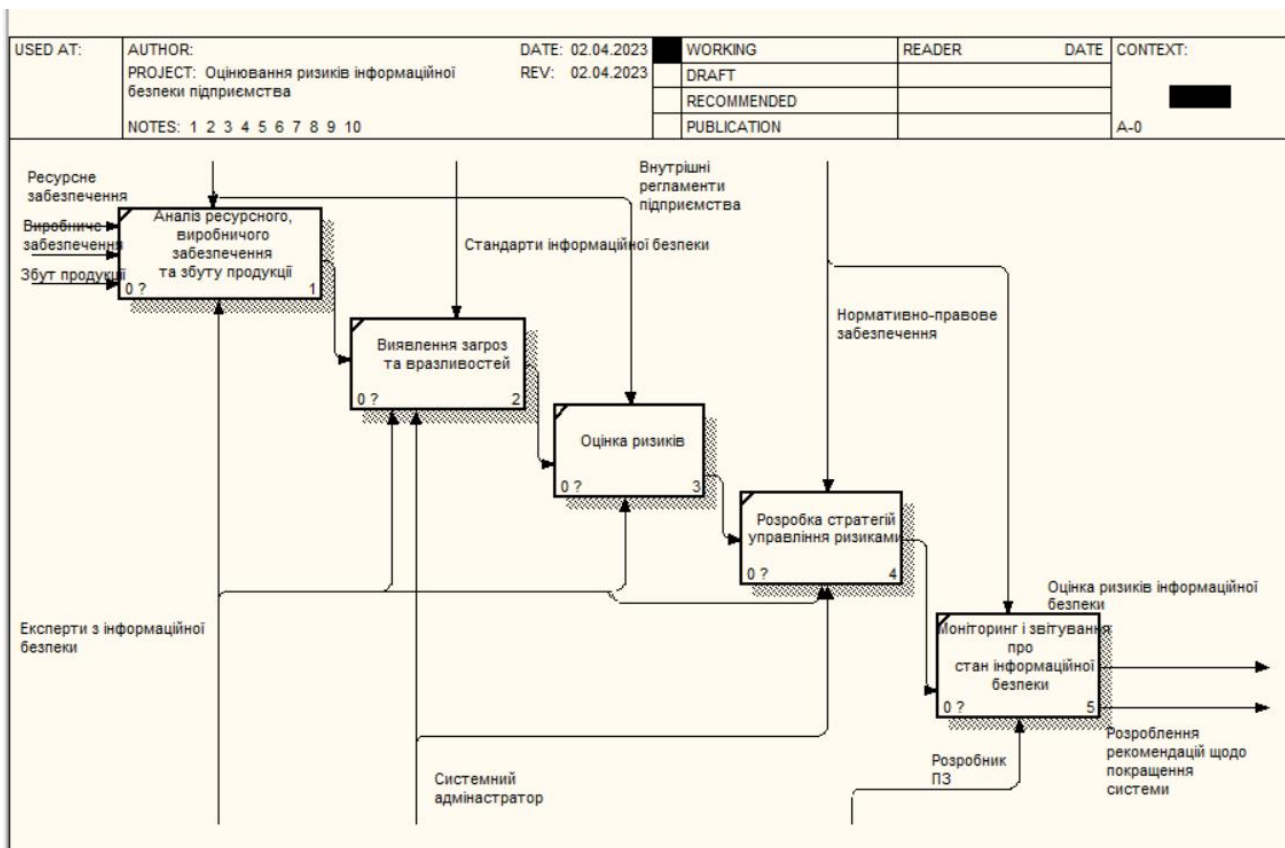 USED AT:
AUTHOR:
DATE: 02.04.2023
PROJECT: Оцінювання ризиків інформаційної
безпеки підприємства
REV: 02.04.2023
NOTES: 1 2 3 4 5 6 7 8 9 10
WORKING
DRAFT
RECOMMENDED
PUBLICATION
READER
DATE
CONTEXT:
A-0
Ресурсне
забезпечення
Виробниче
забезпечення
Збут продукції
Аналіз ресурсного,
виробничого
забезпечення
та збуту продукції
0 ?
1
Внутрішні
регламенти
підприємства
Стандарти інформаційної безпеки
Виявлення загроз
та вразливостей
0 ?
2
Нормативно-правове
забезпечення
Оцінка ризиків
0 ?
3
Розробка стратегій
управління ризиками
0 ?
4
Оцінка ризиків інформаційної
безпеки
Моніторинг і звітування
про
стан інформаційної
безпеки
0 ?
5
Експерти з інформаційної
безпеки
Системний
адмінастратор
Розробник
ПЗ
Розроблення
рекомендацій щодо
покращення
системи